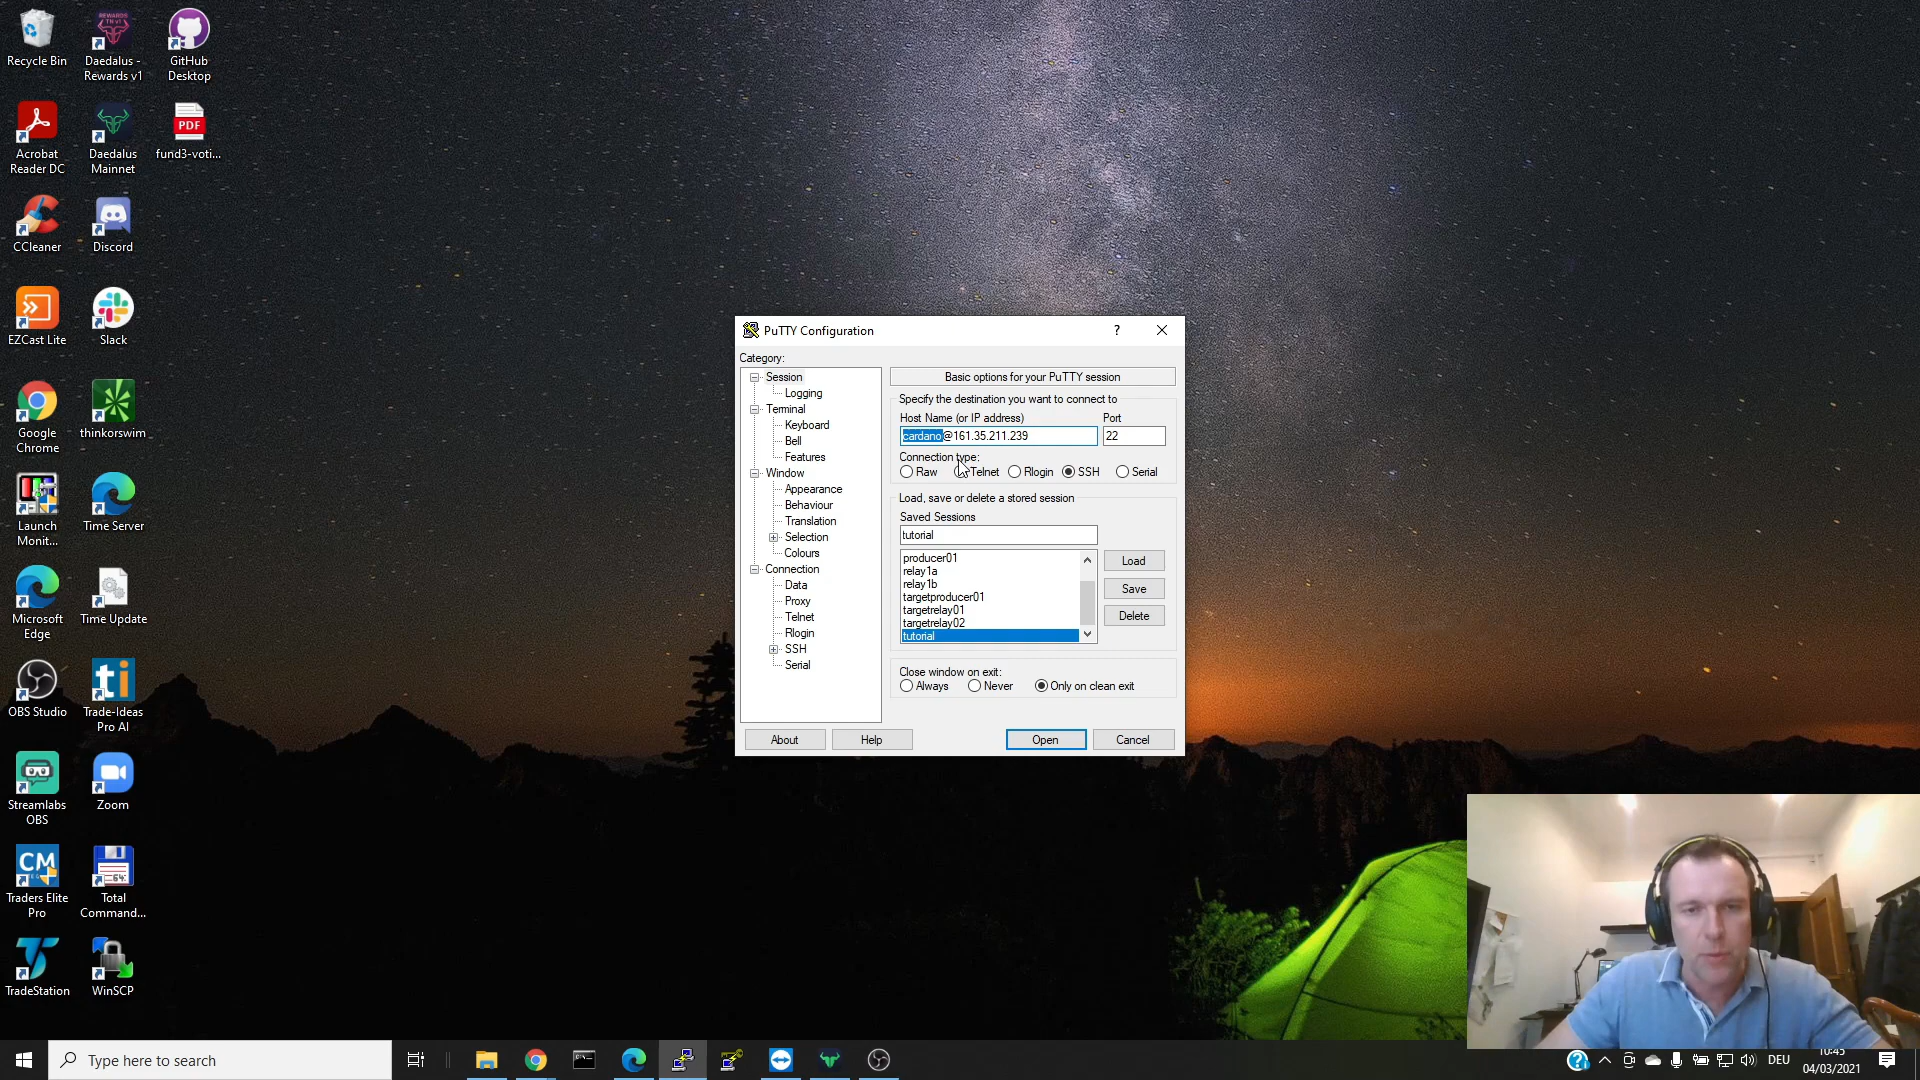 Recycle Bin
Daedalus -
Rewards v1
GitHub
Desktop
Acrobat
Reader DC
Daedalus
Mainnet
PDF
fund3-voti...
CCleaner
Discord
EZCast Lite
Slack
Google
Chrome
thinkorswim
Launch
Monit...
Time Server
Microsoft
Edge
Time Update
OBS Studio
Trade-Ideas
Pro AI
Streamlabs
OBS
Zoom
CM
Traders Elite
Pro
64
Total
Command...
TradeStation
WinSCP
PuTTY Configuration
?
Category:
Session
Logging
Terminal
Keyboard
Bell
Features
Window
Appearance
Behaviour
Translation
Selection
Colours
Connection
Data
Proxy
Telnet
Rlogin
SSH
Serial
Basic options for your PuTTY session
Specify the destination you want to connect to
Host Name (or IP address)
Port
cardano@161.35.211.239
22
Connection type:
Raw
Telnet
Rlogin
SSH
Serial
Load, save or delete a stored session
Saved Sessions
tutorial
producer01
relay1a
relay1b
targetproducer01
targetrelay01
targetrelay02
tutorial
Load
Save
Delete
Close window on exit:
Always
Never
Only on clean exit
About
Help
Open
Cancel
Type here to search
DEU
10:45
04/03/2021